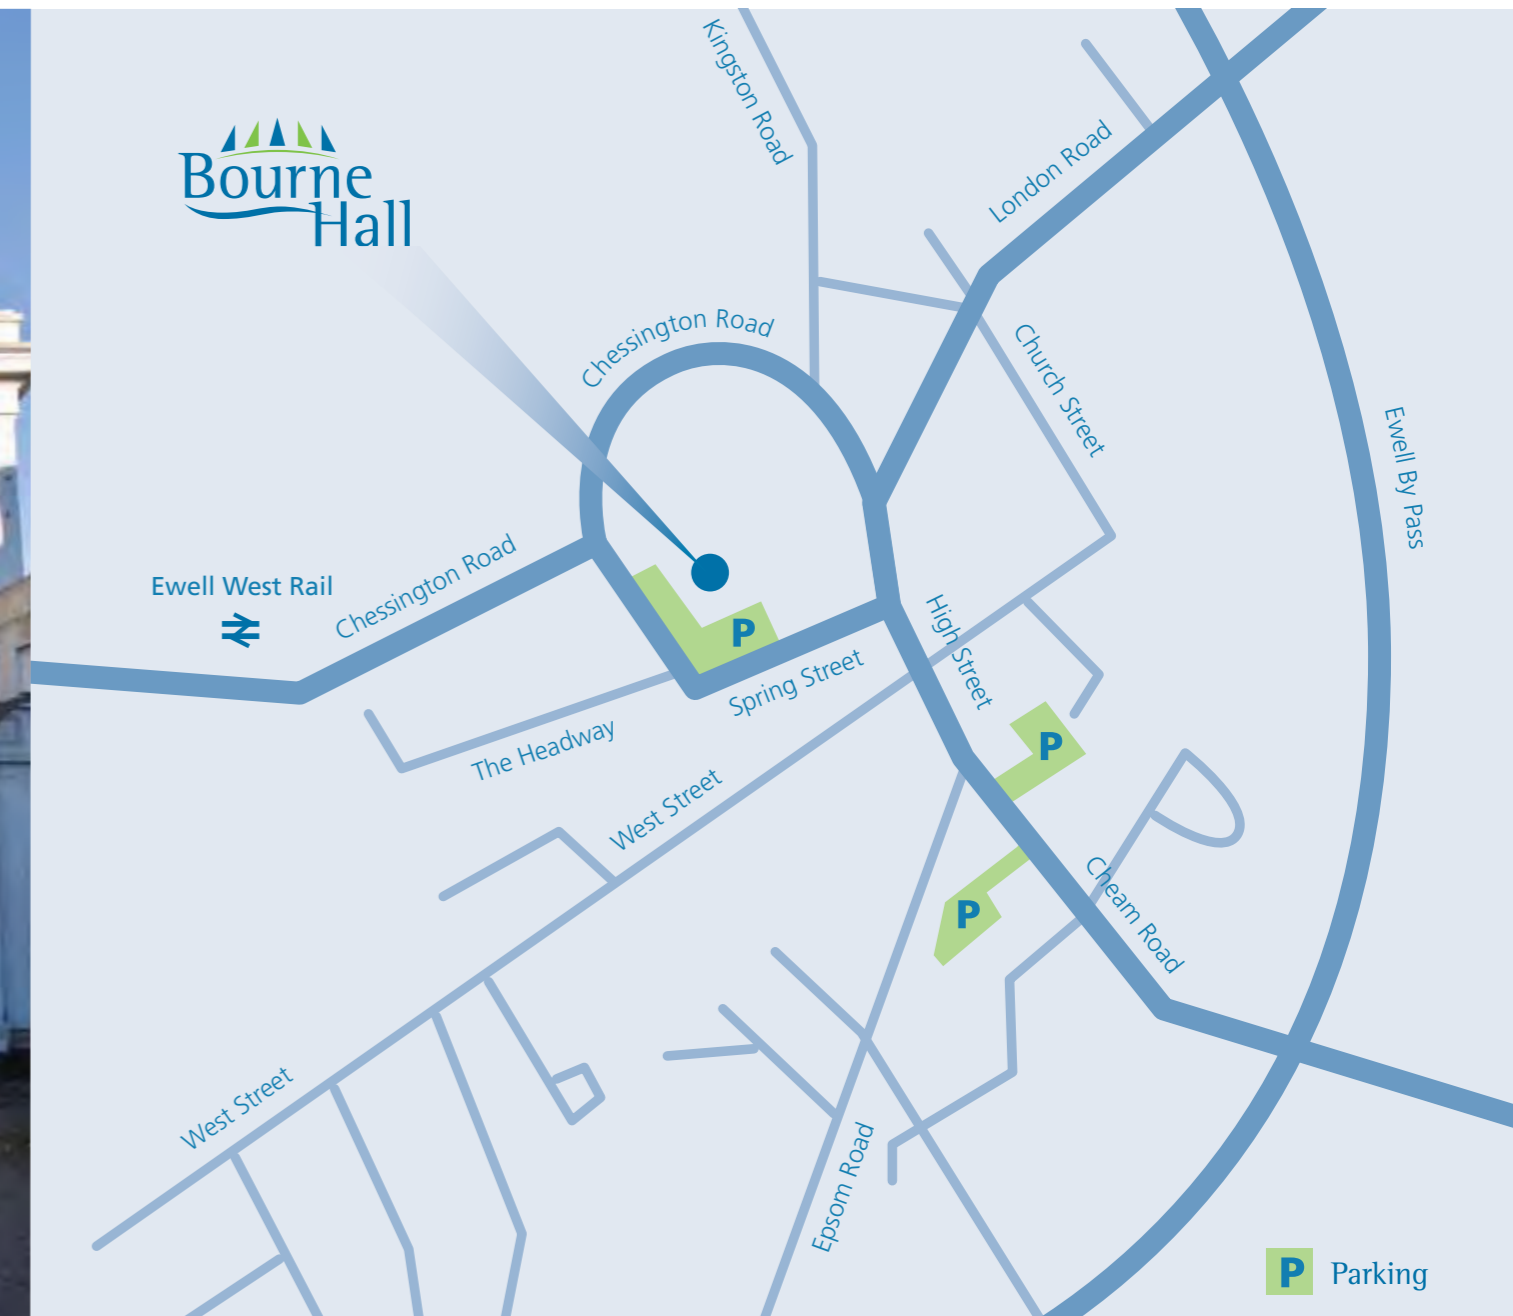 Kingston Road
London Road
Bourne
Hall
Chessington Road
Church Street
Ewell By Pass
Chessington Road
Ewell West Rail
High Street
P
Spring Street
The Headway
P
West Street
P
Cheam Road
West Street
Epsom Road
P Parking